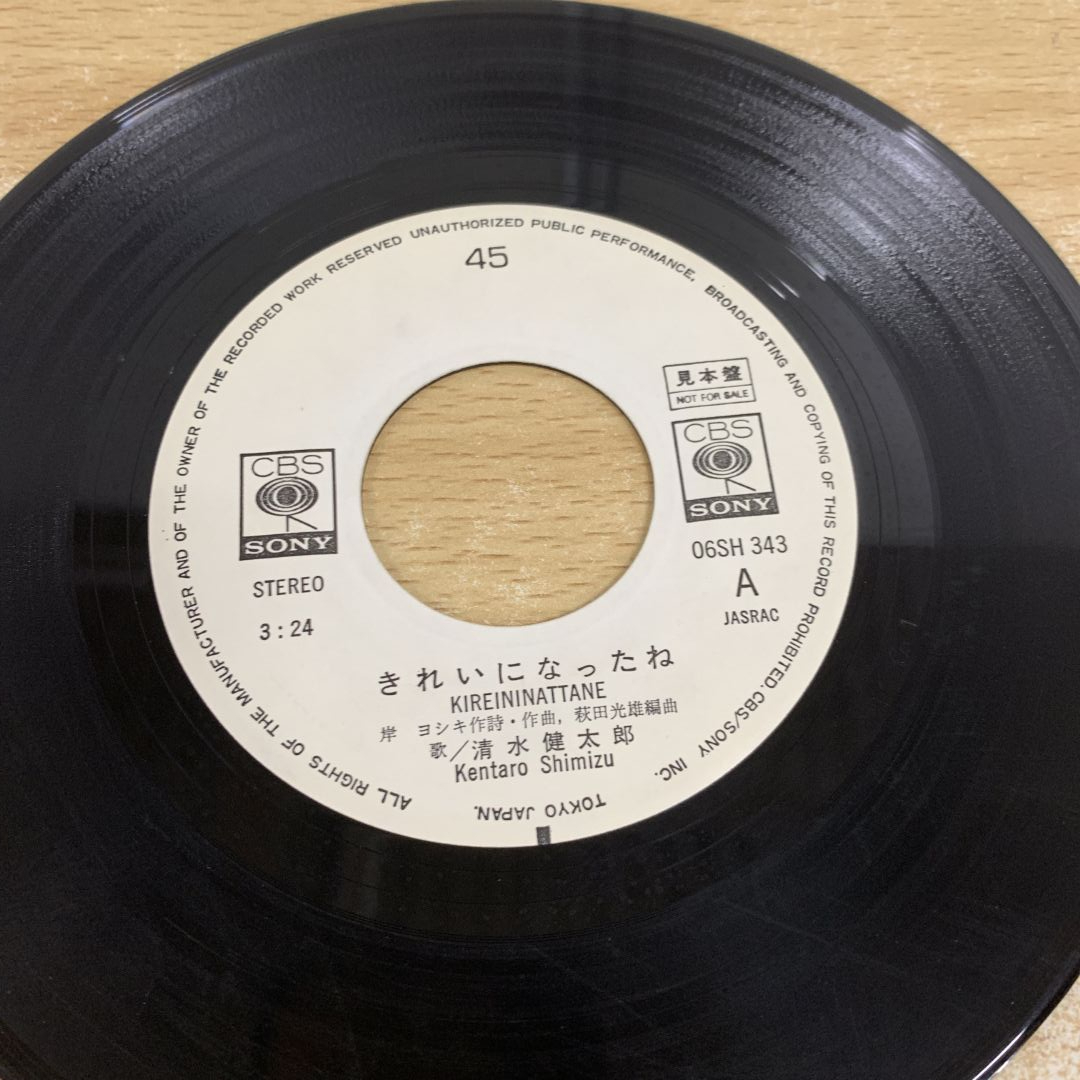 ALL RIGHTS OF THE MANUFACTURER AND OF THE OWNER OF THE RECORDED WORK RESERVED UNAUTHORIZED PUBLIC PERFORMANCE, BROADCASTING AND COPYING OF THIS RECORD PROHIBITED. CBS/SONY INC.
TOKYO JAPAN.
45
見本盤
NOT FOR SALE
CBS
SONY
STEREO
3:24
CBS
SONY
06SH 343
A
JASRAC
きれいになったね
KIREININATTANE
岸 ヨシキ作詩・作曲, 萩田光雄編曲
歌／清水健太郎
Kentaro Shimizu